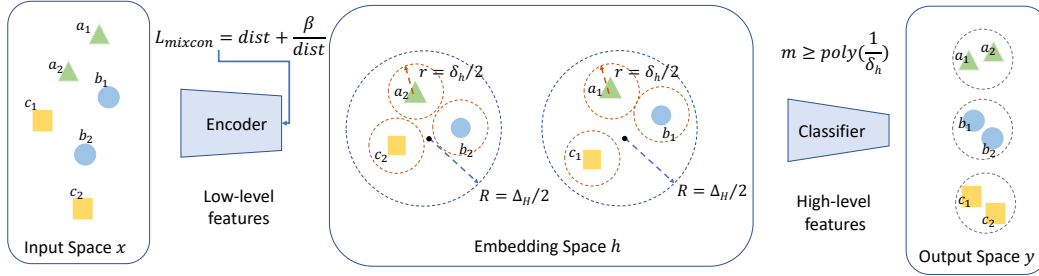 a₁
a₂
b₁
c₁
b₂
c₂
Input Space x
L_mixcon = dist + β/dist
Encoder
Low-level
features
r = δ_h/2
a₂
b₂
c₂
R = Δ_H/2
r = δ_h/2
a₁
b₁
c₁
R = Δ_H/2
Embedding Space h
m ≥ poly(1/δ_h)
Classifier
High-level
features
a₁ a₂
b₁
b₂
c₁
c₂
Output Space y